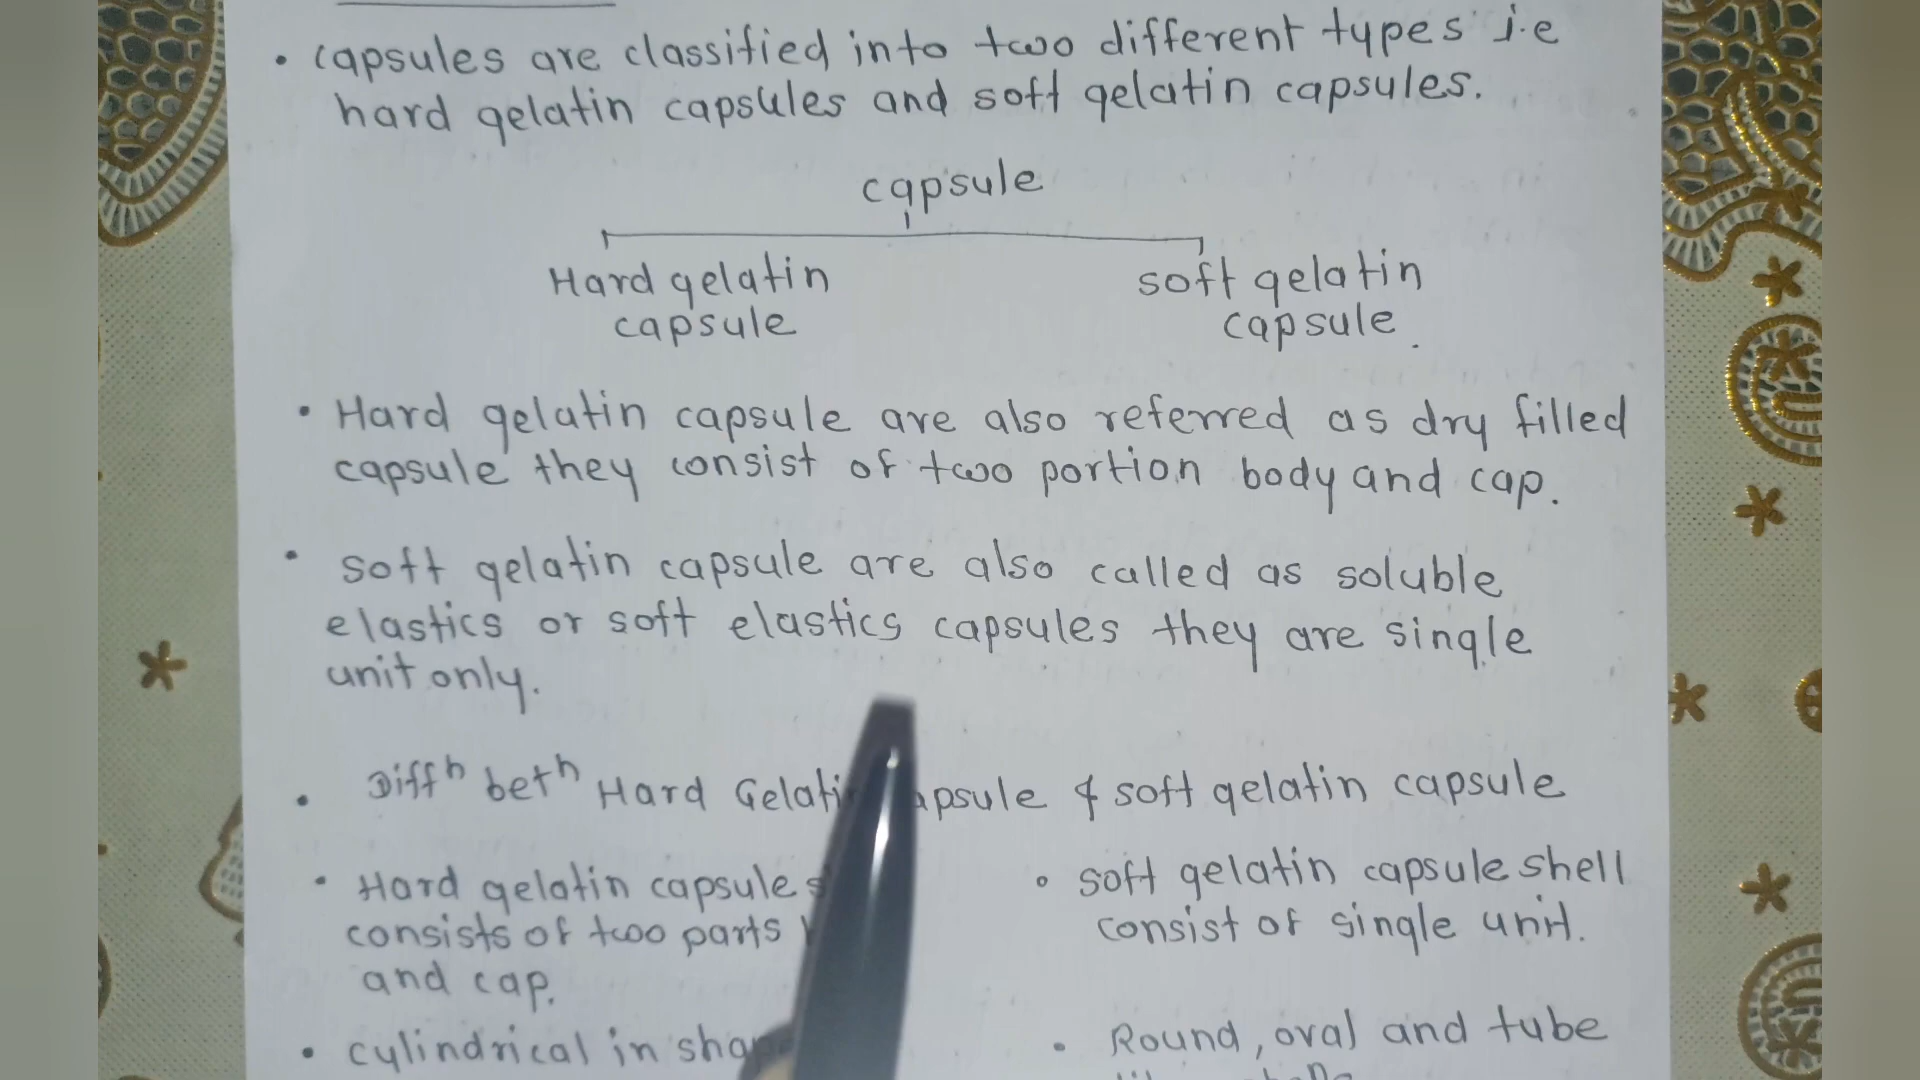 • capsules are classified into two different types i.e
hard gelatin capsules and soft gelatin capsules.
capsule
Hard gelatin soft gelatin
capsule capsule.
• Hard gelatin capsule are also referred as dry filled
capsule they consist of two portion body and cap.
• soft gelatin capsule are also called as soluble
elastics or soft elastics capsules they are single
unit only.
• Diffⁿ betⁿ Hard Gelatin capsule & soft gelatin capsule
• Hard gelatin capsules • soft gelatin capsule shell
consists of two parts consist of single unit.
and cap.
• cylindrical in shape • Round, oval and tube